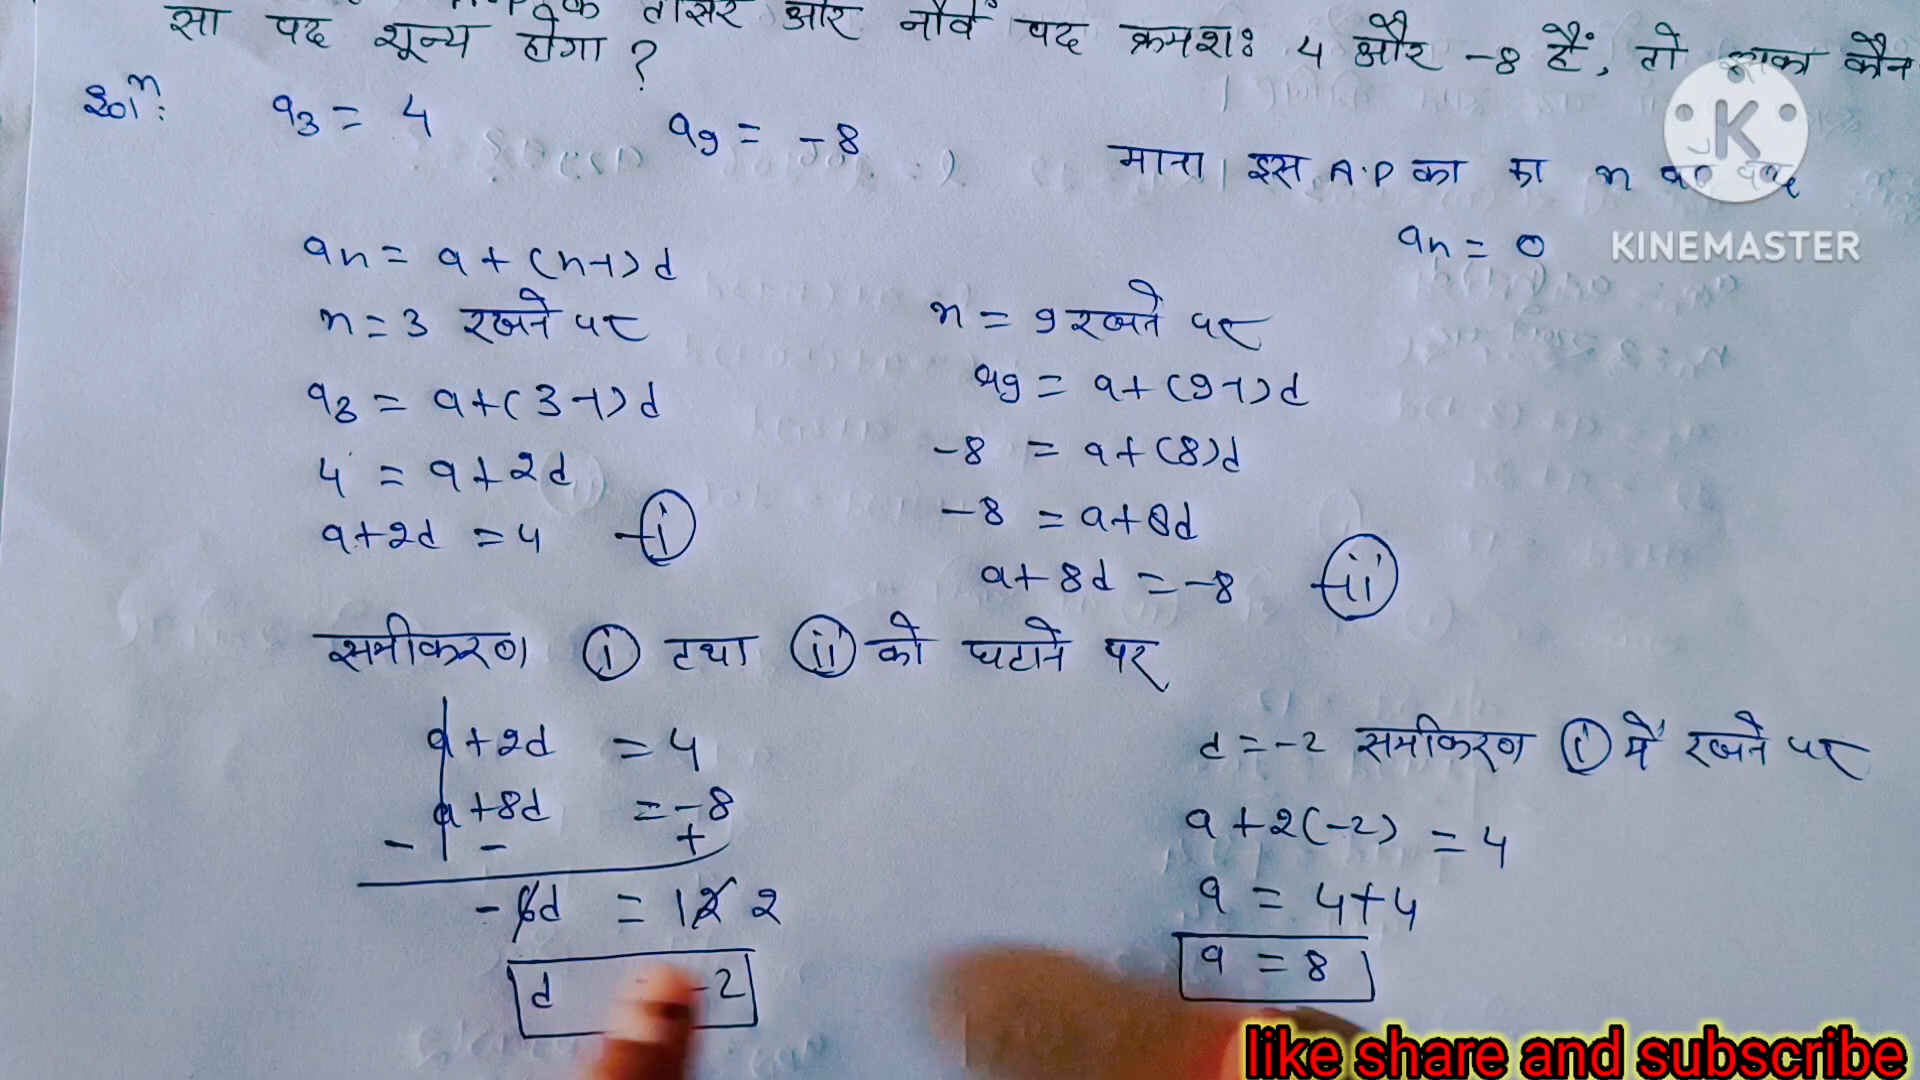 के तीसरे और नौवें पद क्रमशः 4 और -8 हैं, तो इसका कौन
सा पद शून्य होगा ?
Solⁿ: a₃ = 4 a₉ = -8
माना इस A.P का का n वां पद
aₙ = 0
KINEMASTER
aₙ = a + (n-1)d
n = 3 रखने पर
a₃ = a+(3-1)d
4 = a+2d
a+2d = 4 -(i)
n = 9 रखने पर
a₉ = a+(9-1)d
-8 = a+(8)d
-8 = a+8d
a+8d = -8 -(ii)
समीकरण (i) तथा (ii) को घटाने पर
a+2d = 4
a+8d = -8
- - +
-6d = 12 2
d -2
d = -2 समीकरण (i) में रखने पर
a+2(-2) = 4
a = 4+4
a = 8
like share and subscribe